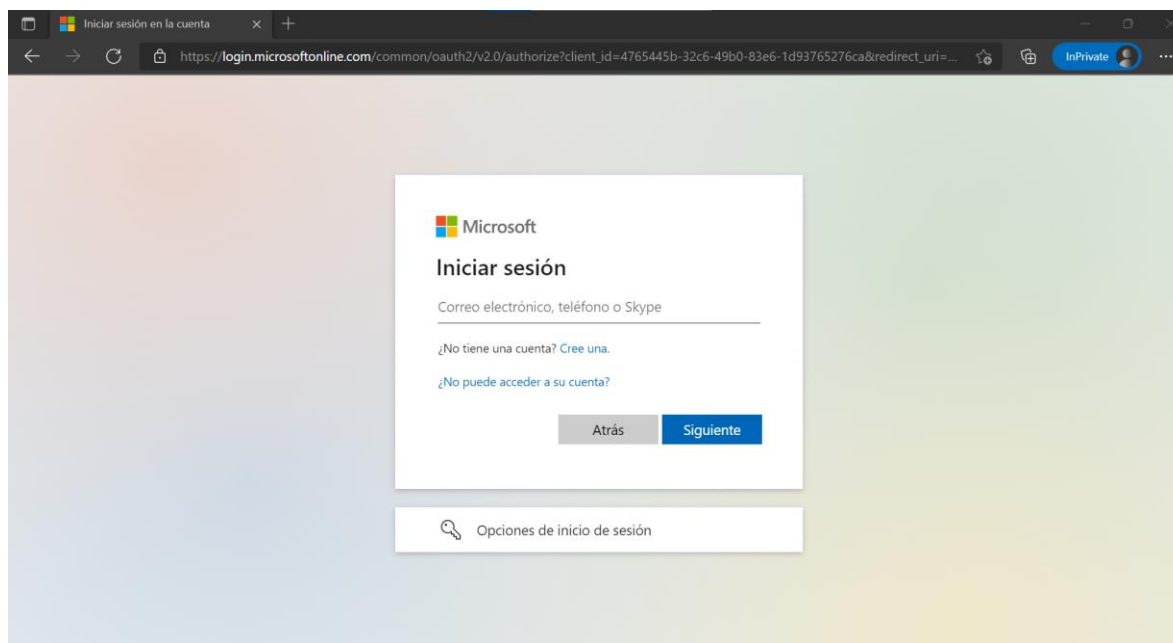 Iniciar sesión en la cuenta
https://login.microsoftonline.com/common/oauth2/v2.0/authorize?client_id=4765445b-32c6-49b0-83e6-1d93765276ca&redirect_uri=...
InPrivate
Microsoft
Iniciar sesión
Correo electrónico, teléfono o Skype
¿No tiene una cuenta? Cree una.
¿No puede acceder a su cuenta?
Atrás Siguiente
Opciones de inicio de sesión